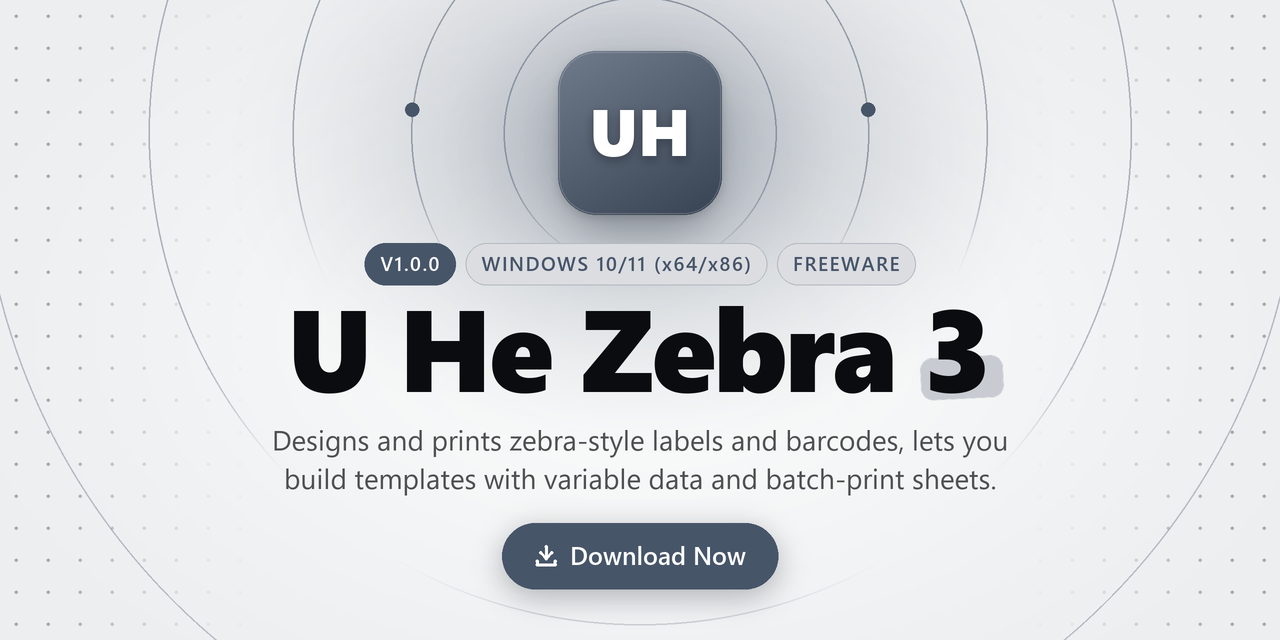 UH
V1.0.0
WINDOWS 10/11 (x64/x86)
FREEWARE
U He Zebra 3
Designs and prints zebra-style labels and barcodes, lets you
build templates with variable data and batch-print sheets.
Download Now